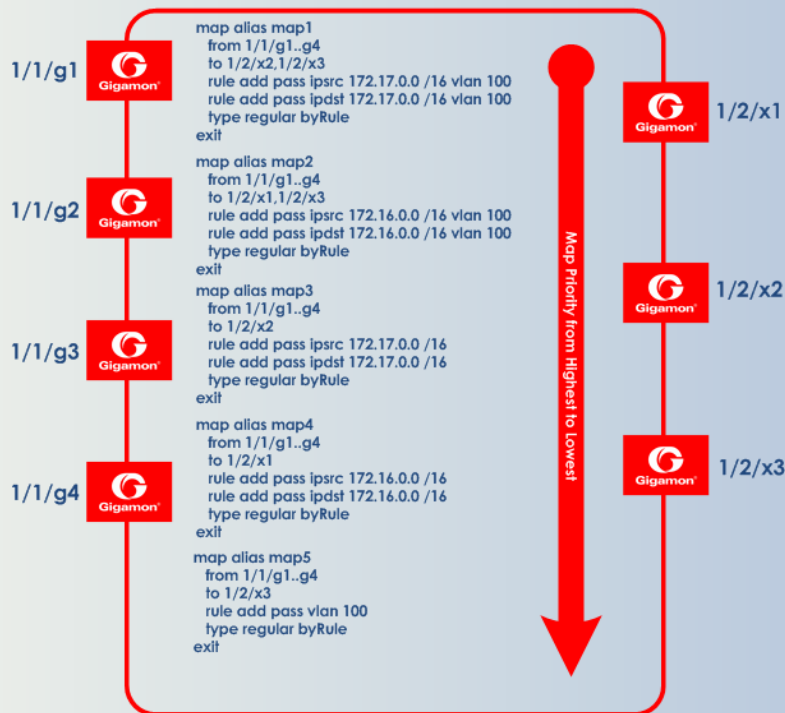 map alias map1
from 1/1/g1..g4
to 1/2/x2,1/2/x3
rule add pass ipsrc 172.17.0.0 /16 vlan 100
rule add pass ipdst 172.17.0.0 /16 vlan 100
type regular byRule
exit
map alias map2
from 1/1/g1..g4
to 1/2/x1,1/2/x3
rule add pass ipsrc 172.16.0.0 /16 vlan 100
rule add pass ipdst 172.16.0.0 /16 vlan 100
type regular byRule
exit
map alias map3
from 1/1/g1..g4
to 1/2/x2
rule add pass ipsrc 172.17.0.0 /16
rule add pass ipdst 172.17.0.0 /16
type regular byRule
exit
map alias map4
from 1/1/g1..g4
to 1/2/x1
rule add pass ipsrc 172.16.0.0 /16
rule add pass ipdst 172.16.0.0 /16
type regular byRule
exit
map alias map5
from 1/1/g1..g4
to 1/2/x3
rule add pass vlan 100
type regular byRule
exit
1/1/g1
Gigamon®
1/1/g2
Gigamon®
1/1/g3
Gigamon®
1/1/g4
Gigamon®
Map Priority from Highest to Lowest
Gigamon®
1/2/x1
Gigamon®
1/2/x2
Gigamon®
1/2/x3